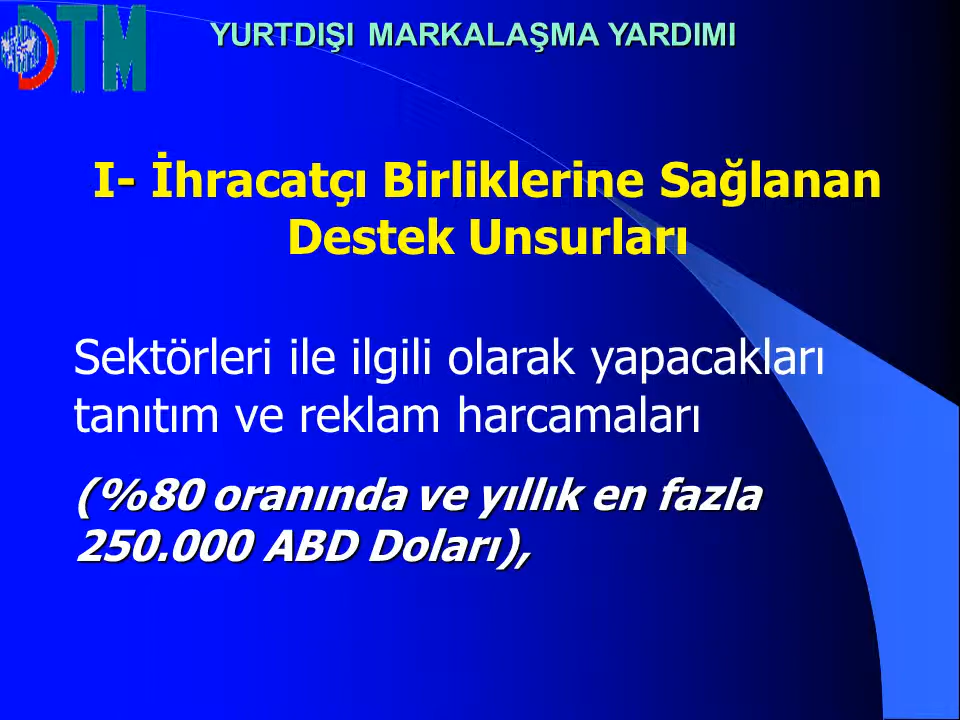 DTM
YURTDIŞI MARKALAŞMA YARDIMI
I- İhracatçı Birliklerine Sağlanan
Destek Unsurları
Sektörleri ile ilgili olarak yapacakları
tanıtım ve reklam harcamaları
(%80 oranında ve yıllık en fazla
250.000 ABD Doları),